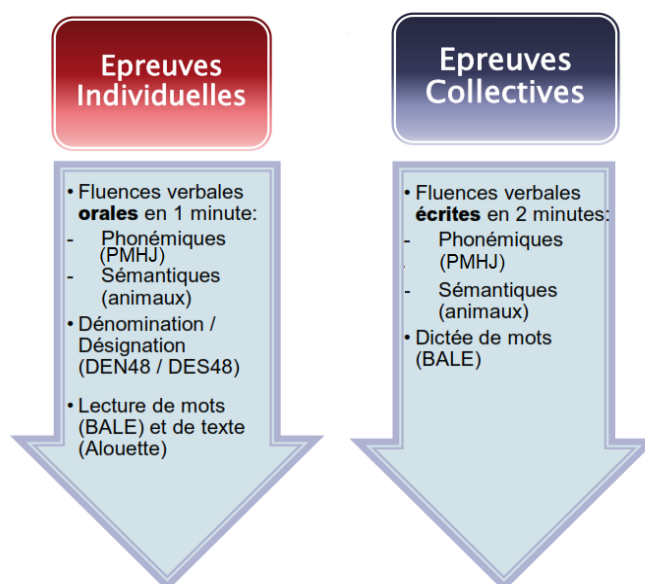 Epreuves
Individuelles
• Fluences verbales
orales en 1 minute:
- Phonémiques
(PMHJ)
- Sémantiques
(animaux)
• Dénomination /
Désignation
(DEN48 / DES48)
• Lecture de mots
(BALE) et de texte
(Alouette)
Epreuves
Collectives
• Fluences verbales
écrites en 2 minutes:
- Phonémiques
. (PMHJ)
- Sémantiques
(animaux)
• Dictée de mots
(BALE)